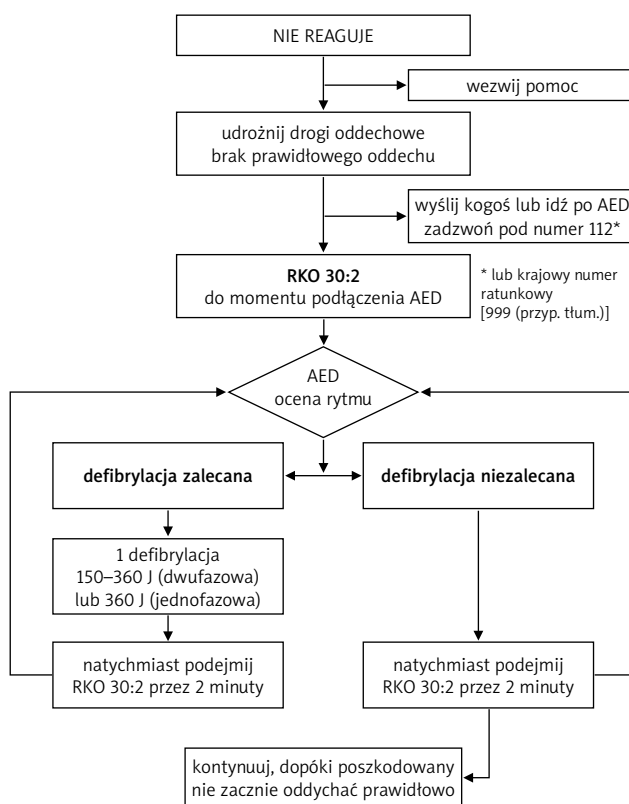 NIE REAGUJE
wezwij pomoc
udrożnij drogi oddechowe
brak prawidłowego oddechu
wyślij kogoś lub idź po AED
zadzwoń pod numer 112*
RKO 30:2
do momentu podłączenia AED
* lub krajowy numer
ratunkowy
[999 (przyp. tłum.)]
AED
ocena rytmu
defibrylacja zalecana
defibrylacja niezalecana
1 defibrylacja
150–360 J (dwufazowa)
lub 360 J (jednofazowa)
natychmiast podejmij
RKO 30:2 przez 2 minuty
natychmiast podejmij
RKO 30:2 przez 2 minuty
kontynuuj, dopóki poszkodowany
nie zacznie oddychać prawidłowo